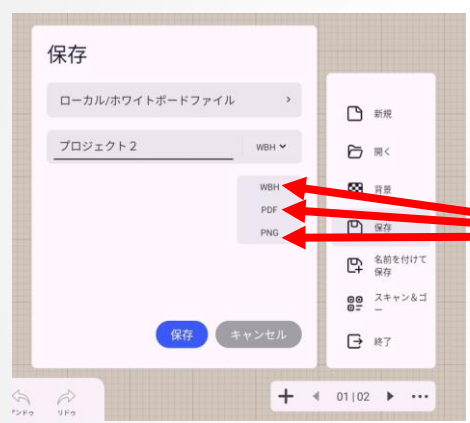 保存
ローカル/ホワイトボードファイル
プロジェクト2
WBH
WBH
PDF
PNG
保存
キャンセル
新規
開く
背景
保存
名前を付けて
保存
スキャン&ゴ
ー
終了
アンドゥ
リドゥ
01|02